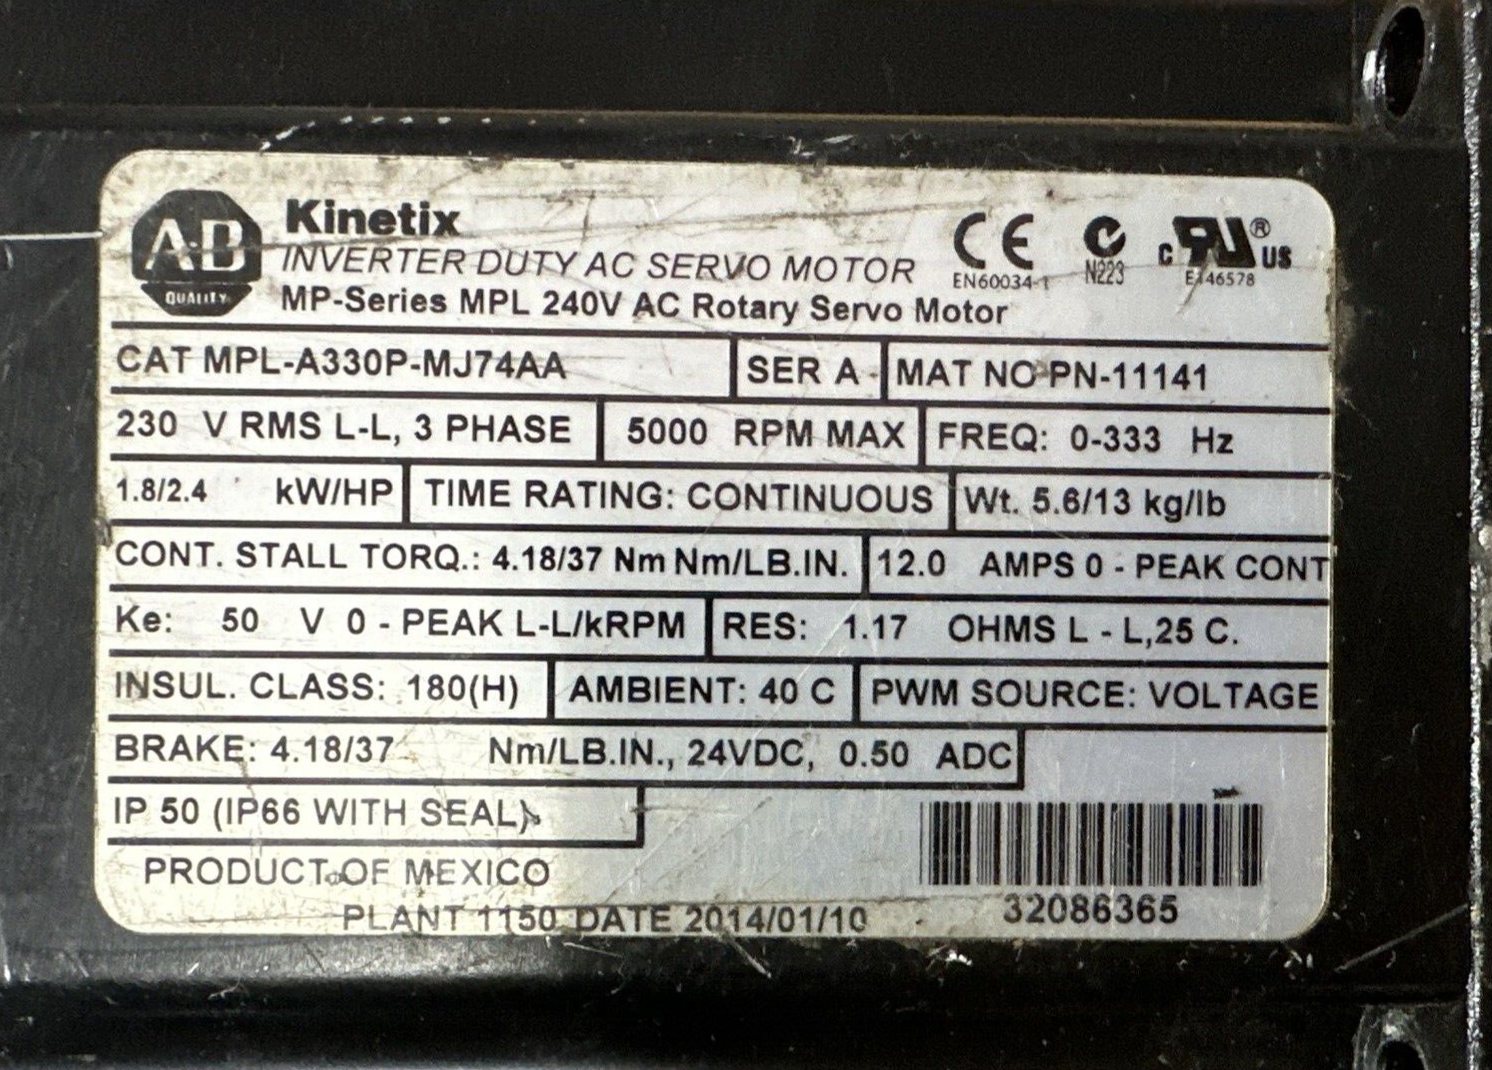 A-B
QUALITY
Kinetix
INVERTER DUTY AC SERVO MOTOR
MP-Series MPL 240V AC Rotary Servo Motor
CE
EN60034-1
N223
c RU ® US
E146578
CAT MPL-A330P-MJ74AA SER A MAT NO PN-11141
230 V RMS L-L, 3 PHASE 5000 RPM MAX FREQ: 0-333 Hz
1.8/2.4 kW/HP TIME RATING: CONTINUOUS Wt. 5.6/13 kg/lb
CONT. STALL TORQ.: 4.18/37 Nm Nm/LB.IN. 12.0 AMPS 0 - PEAK CONT
Ke: 50 V 0 - PEAK L-L/kRPM RES: 1.17 OHMS L - L,25 C.
INSUL. CLASS: 180(H) AMBIENT: 40 C PWM SOURCE: VOLTAGE
BRAKE: 4.18/37 Nm/LB.IN., 24VDC, 0.50 ADC
IP 50 (IP66 WITH SEAL)
PRODUCT OF MEXICO
PLANT 1150 DATE 2014/01/10
32086365